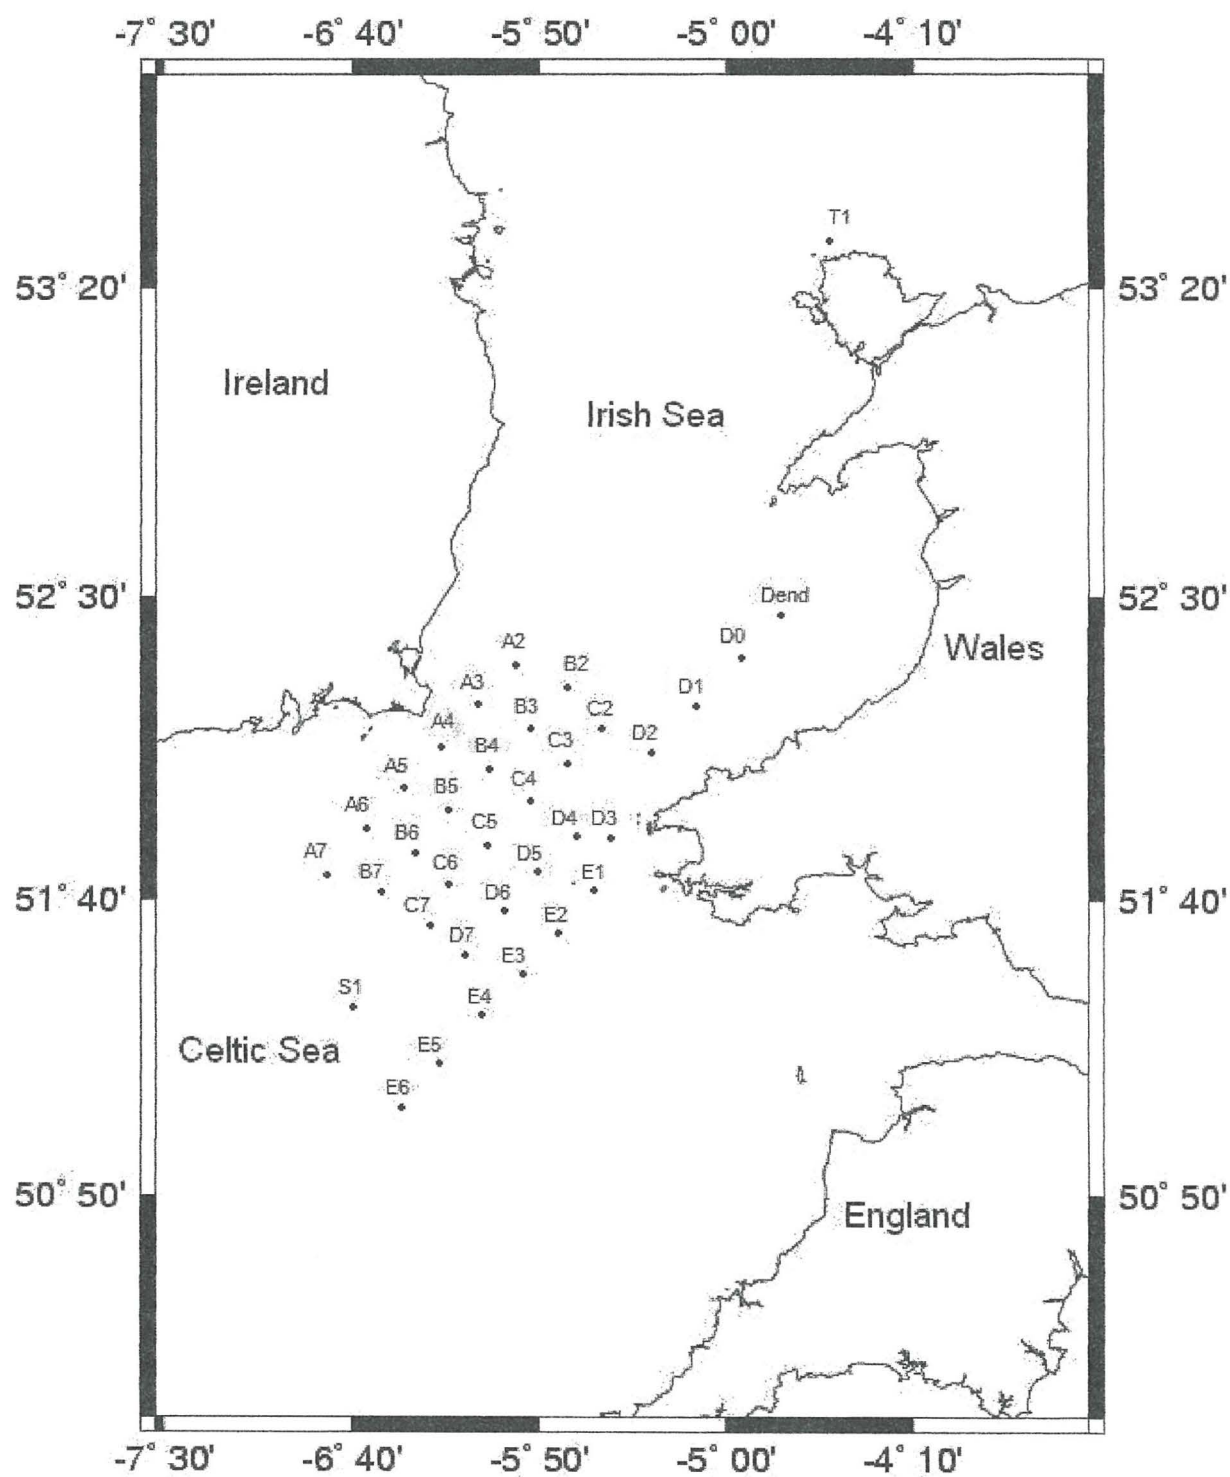 -7° 30' -6° 40' -5° 50' -5° 00' -4° 10'
T1
53° 20' 53° 20'
Ireland
Irish Sea
Dend
52° 30' 52° 30'
D0
A2
Wales
B2
A3
D1
B3
C2
A4
D2
B4
C3
A5
C4
B5
A6
D4 D3
C5
B6
A7
D5
C6
B7
E1
D6
51° 40' 51° 40'
C7
E2
D7
E3
S1
E4
Celtic Sea
E5
E6
50° 50' 50° 50'
England
-7° 30' -6° 40' -5° 50' -5° 00' -4° 10'